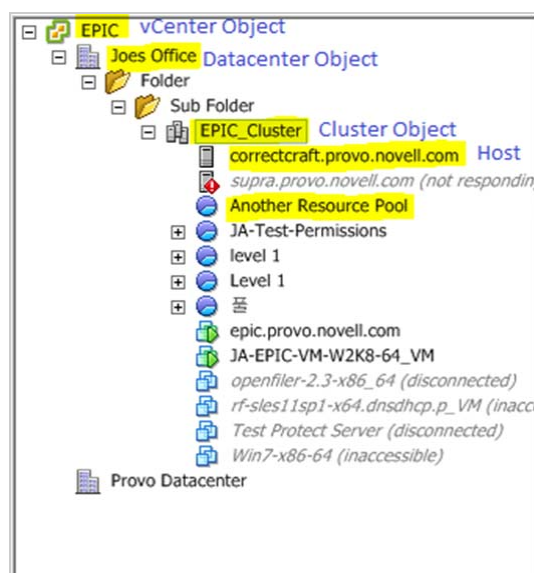 EPIC vCenter Object
Joes Office Datacenter Object
Folder
Sub Folder
EPIC_Cluster Cluster Object
correctcraft.provo.novell.com Host
supra.provo.novell.com (not respondin
Another Resource Pool
JA-Test-Permissions
level 1
Level 1
폴
epic.provo.novell.com
JA-EPIC-VM-W2K8-64_VM
openfiler-2.3-x86_64 (disconnected)
rf-sles11sp1-x64.dnsdhcp.p_VM (inacc
Test Protect Server (disconnected)
Win7-x86-64 (inaccessible)
Provo Datacenter